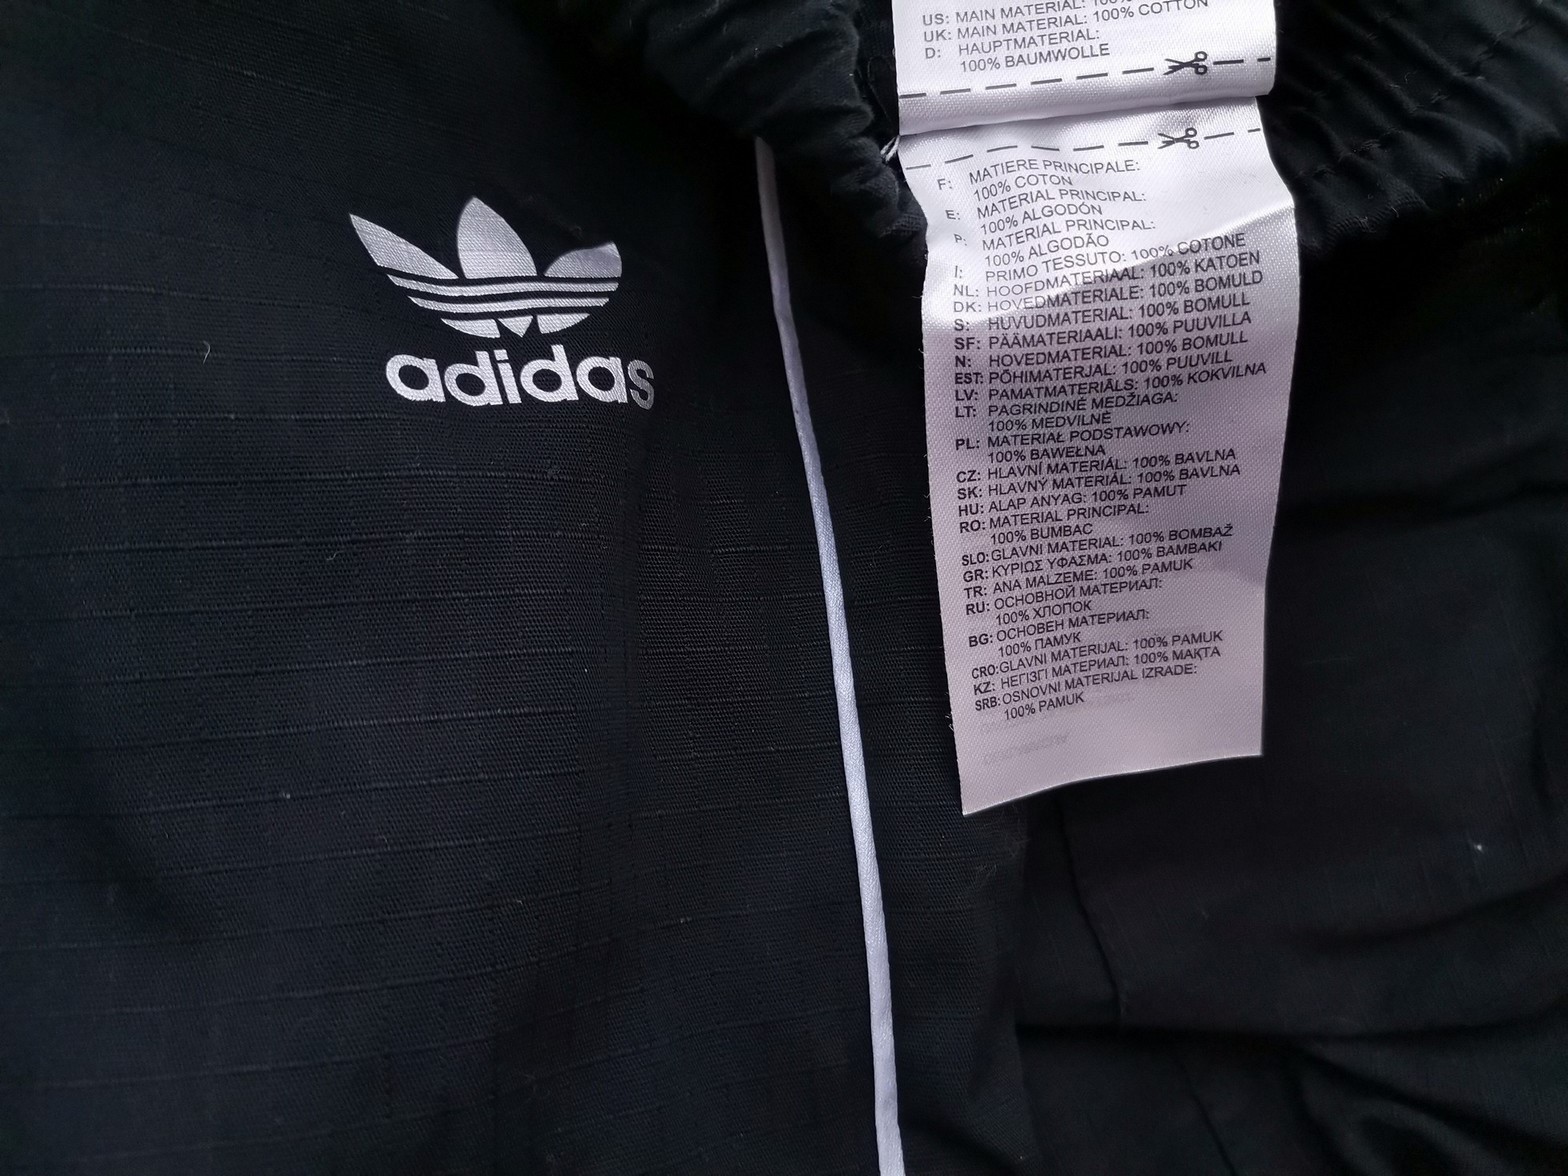 adidas
US: MAIN MATERIAL:
UK: MAIN MATERIAL: 100% COTTON
D: HAUPTMATERIAL:
100% BAUMWOLLE
F: MATIERE PRINCIPALE:
100% COTON
E: MATERIAL PRINCIPAL:
100% ALGODÓN
P: MATERIAL PRINCIPAL:
100% ALGODÃO
I: PRIMO TESSUTO: 100% COTONE
NL: HOOFDMATERIAAL: 100% KATOEN
DK: HOVEDMATERIALE: 100% BOMULD
S: HUVUDMATERIAL: 100% BOMULL
SF: PÄÄMATERIAALI: 100% PUUVILLA
N: HOVEDMATERIAL: 100% BOMULL
EST: PÕHIMATERJAL: 100% PUUVILL
LV: PAMATMATERIĀLS: 100% KOKVILNA
LT: PAGRINDINĖ MEDŽIAGA:
100% MEDVILNĖ
PL: MATERIAŁ PODSTAWOWY:
100% BAWEŁNA
CZ: HLAVNÍ MATERIÁL: 100% BAVLNA
SK: HLAVNÝ MATERIÁL: 100% BAVLNA
HU: ALAPANYAG: 100% PAMUT
RO: MATERIAL PRINCIPAL:
100% BUMBAC
SLO: GLAVNI MATERIAL: 100% BOMBAŽ
GR: ΚΥΡΙΩΣ ΥΦΑΣΜΑ: 100% ΒΑΜΒΑΚΙ
TR: ANA MALZEME: 100% PAMUK
RU: ОСНОВНОЙ МАТЕРИАЛ:
100% ХЛОПОК
BG: ОСНОВЕН МАТЕРИАЛ:
100% ПАМУК
CRO: GLAVNI MATERIJAL: 100% PAMUK
KZ: НЕГІЗГІ МАТЕРИАЛ: 100% МАКТА
SRB: OSNOVNI MATERIJAL IZRADE:
100% PAMUK